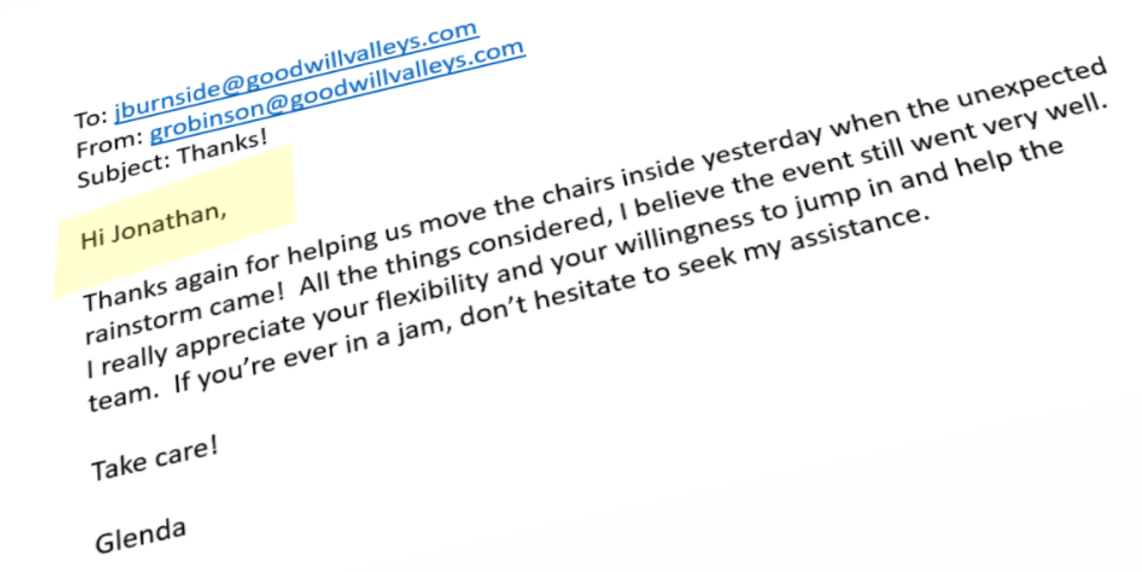 To: jburnside@goodwillvalleys.com
From: grobinson@goodwillvalleys.com
Subject: Thanks!
Hi Jonathan,
Thanks again for helping us move the chairs inside yesterday when the unexpected
rainstorm came!  All the things considered, I believe the event still went very well.
I really appreciate your flexibility and your willingness to jump in and help the
team.  If you’re ever in a jam, don’t hesitate to seek my assistance.
Take care!
Glenda